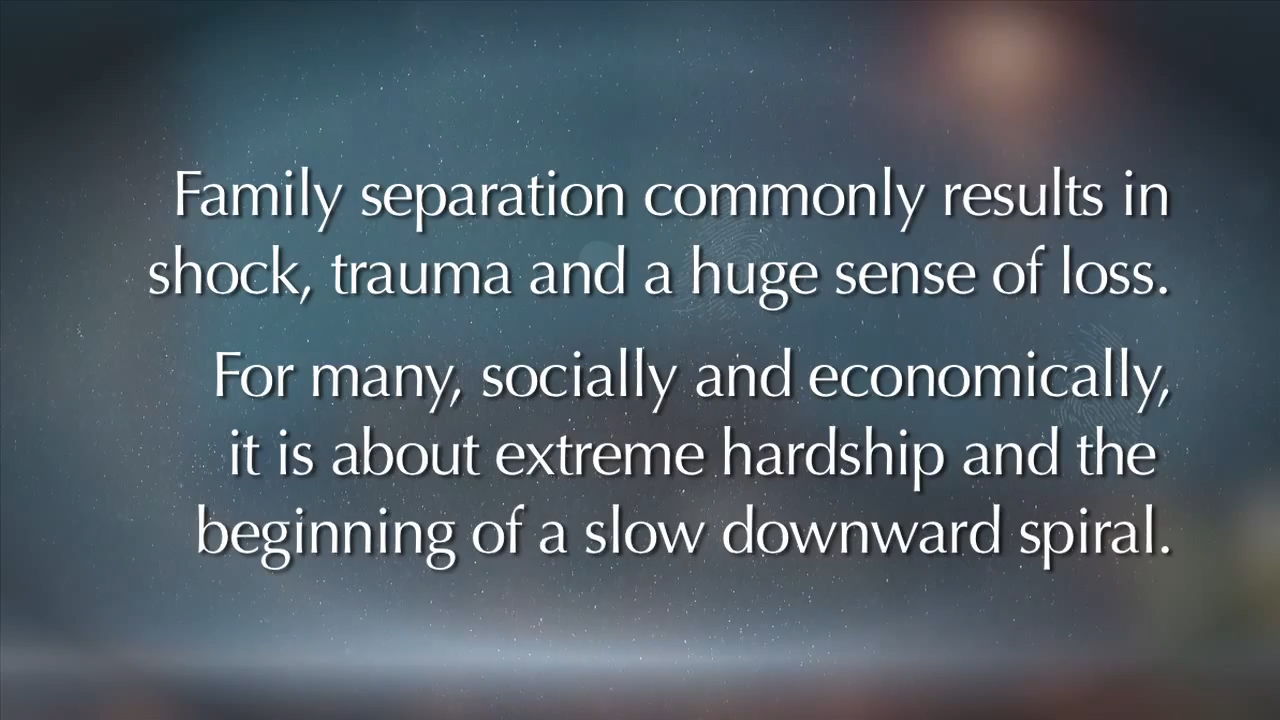 Family separation commonly results in
shock, trauma and a huge sense of loss.
For many, socially and economically,
it is about extreme hardship and the
beginning of a slow downward spiral.